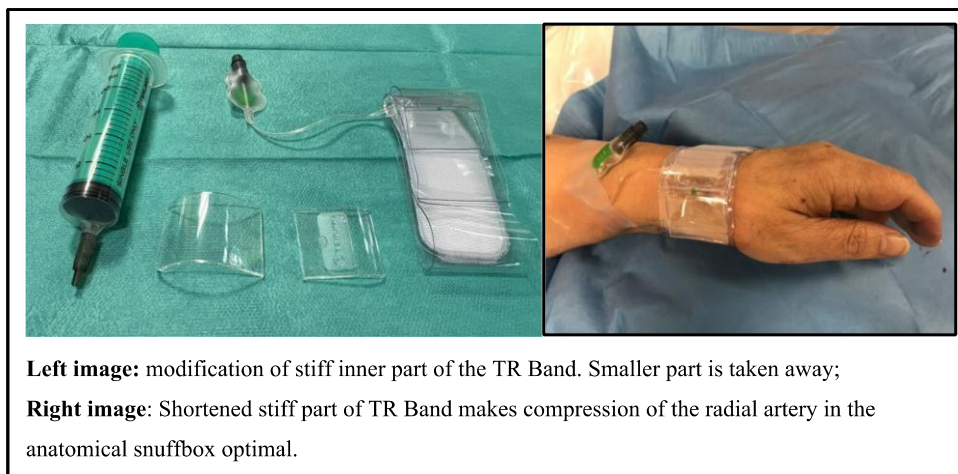 Left image: modification of stiff inner part of the TR Band. Smaller part is taken away;
Right image: Shortened stiff part of TR Band makes compression of the radial artery in the
anatomical snuffbox optimal.